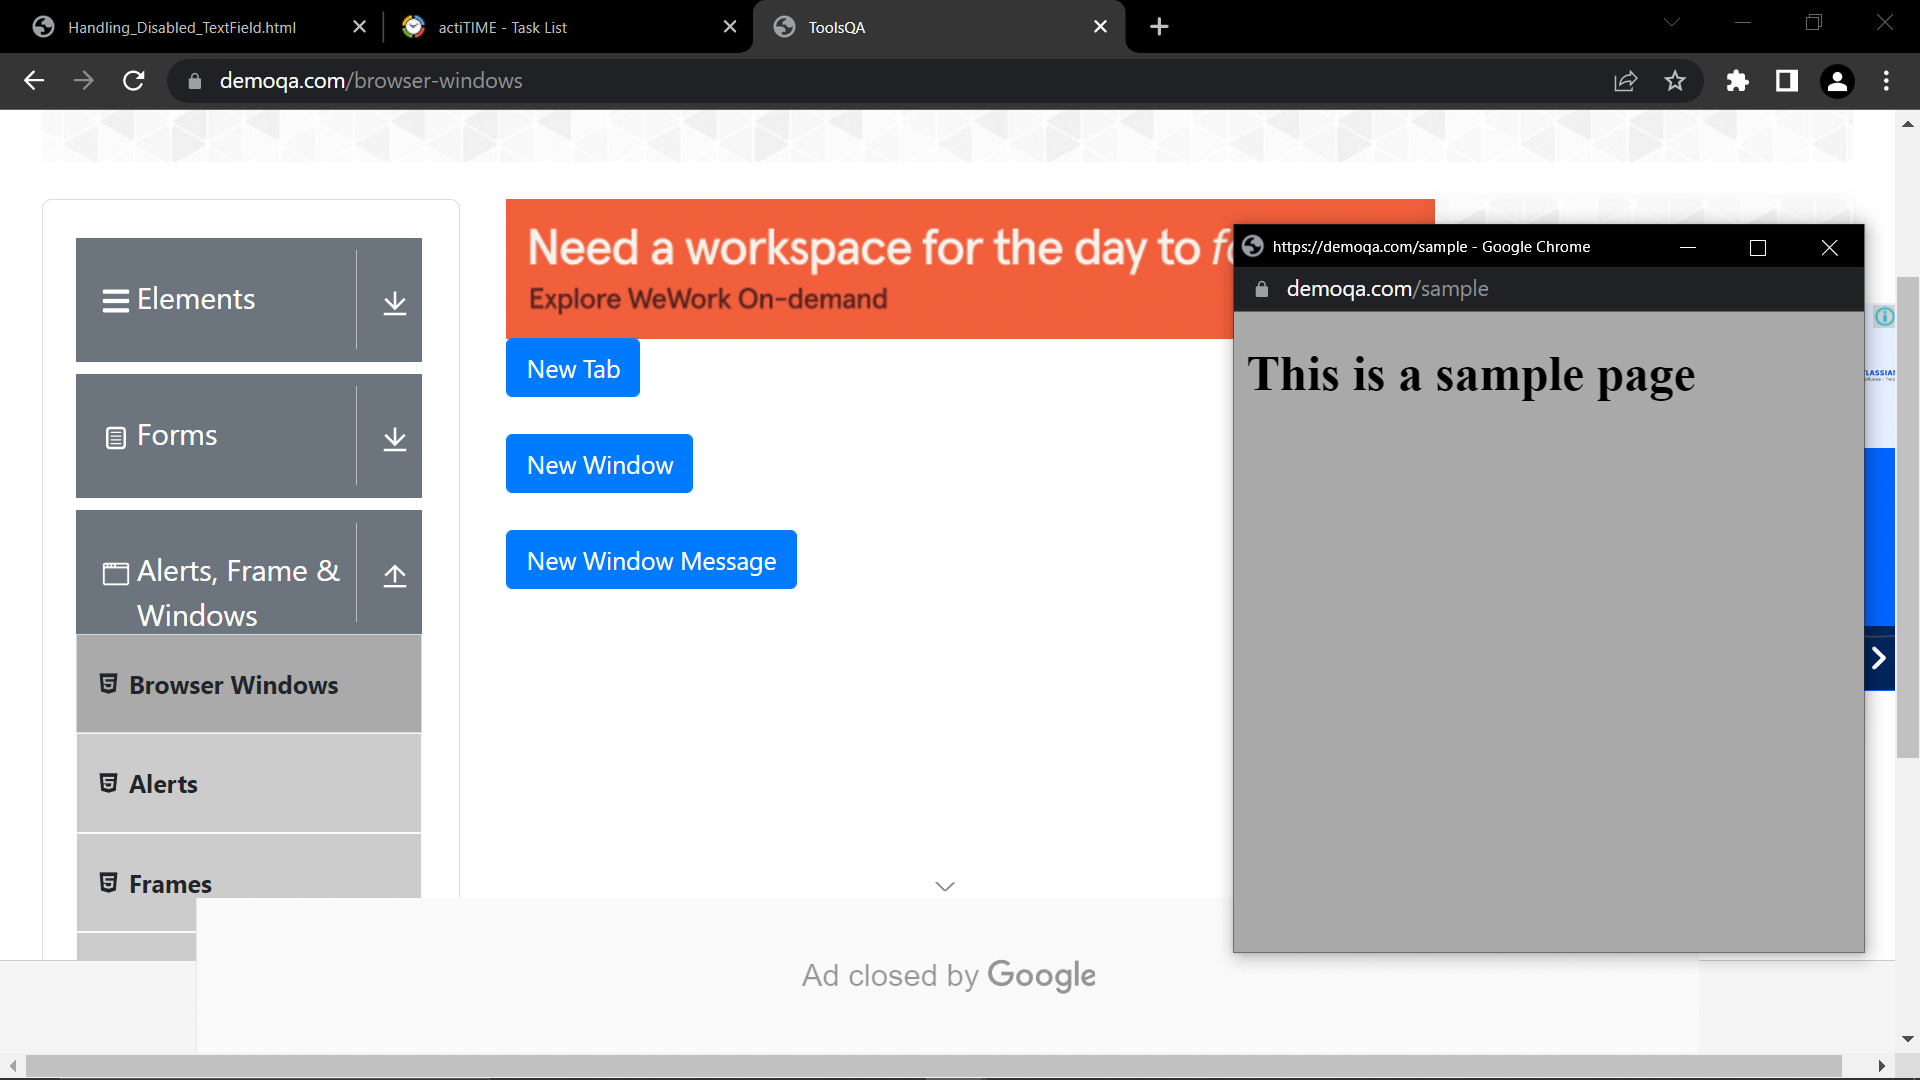 Handling_Disabled_TextField.html
actiTIME - Task List
ToolsQA
demoqa.com/browser-windows
Need a workspace for the day to
Explore WeWork On-demand
Elements
Forms
Alerts, Frame &
Windows
Browser Windows
Alerts
Frames
New Tab
New Window
New Window Message
https://demoqa.com/sample - Google Chrome
demoqa.com/sample
This is a sample page
Ad closed by Google